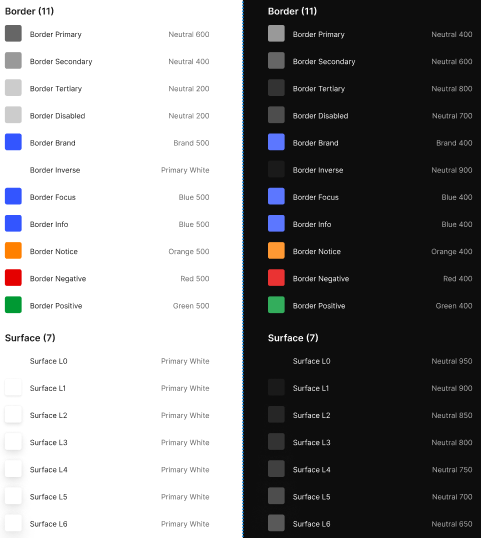 Border (11)
Border Primary Neutral 600
Border Secondary Neutral 400
Border Tertiary Neutral 200
Border Disabled Neutral 200
Border Brand Brand 500
Border Inverse Primary White
Border Focus Blue 500
Border Info Blue 500
Border Notice Orange 500
Border Negative Red 500
Border Positive Green 500
Surface (7)
Surface L0 Primary White
Surface L1 Primary White
Surface L2 Primary White
Surface L3 Primary White
Surface L4 Primary White
Surface L5 Primary White
Surface L6 Primary White
Border (11)
Border Primary Neutral 400
Border Secondary Neutral 600
Border Tertiary Neutral 800
Border Disabled Neutral 700
Border Brand Brand 400
Border Inverse Neutral 900
Border Focus Blue 400
Border Info Blue 400
Border Notice Orange 400
Border Negative Red 400
Border Positive Green 400
Surface (7)
Surface L0 Neutral 950
Surface L1 Neutral 900
Surface L2 Neutral 850
Surface L3 Neutral 800
Surface L4 Neutral 750
Surface L5 Neutral 700
Surface L6 Neutral 650